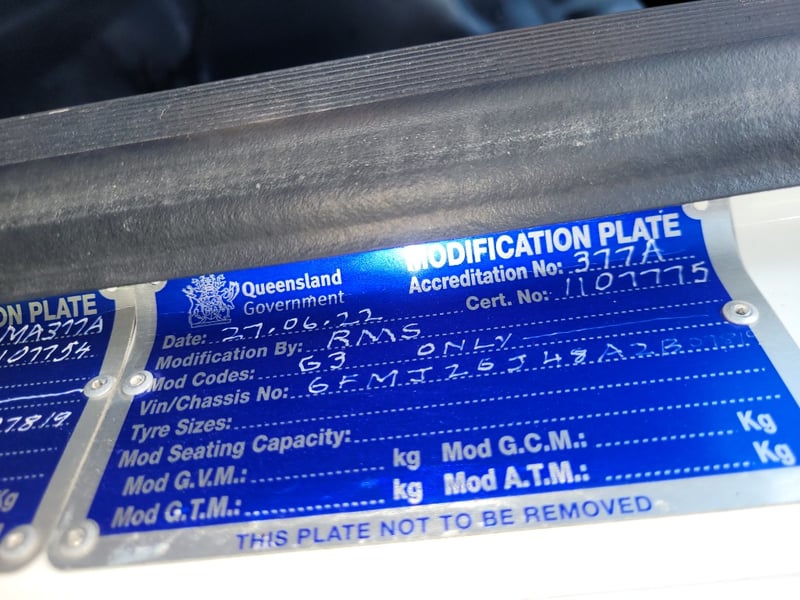 ON PLATE
MA377A
107754
27819
Kg
Queensland
Government
MODIFICATION PLATE
Accreditation No: 377A
Cert. No: 1107775
Date: 27.06.22
Modification By: RMS
Mod Codes: G3 ONLY
Vin/Chassis No: 6FMJ26J48A2B
Tyre Sizes:
Mod Seating Capacity:
Mod G.V.M.: kg Mod G.C.M.: Kg
Mod G.T.M.: kg Mod A.T.M.: Kg
THIS PLATE NOT TO BE REMOVED